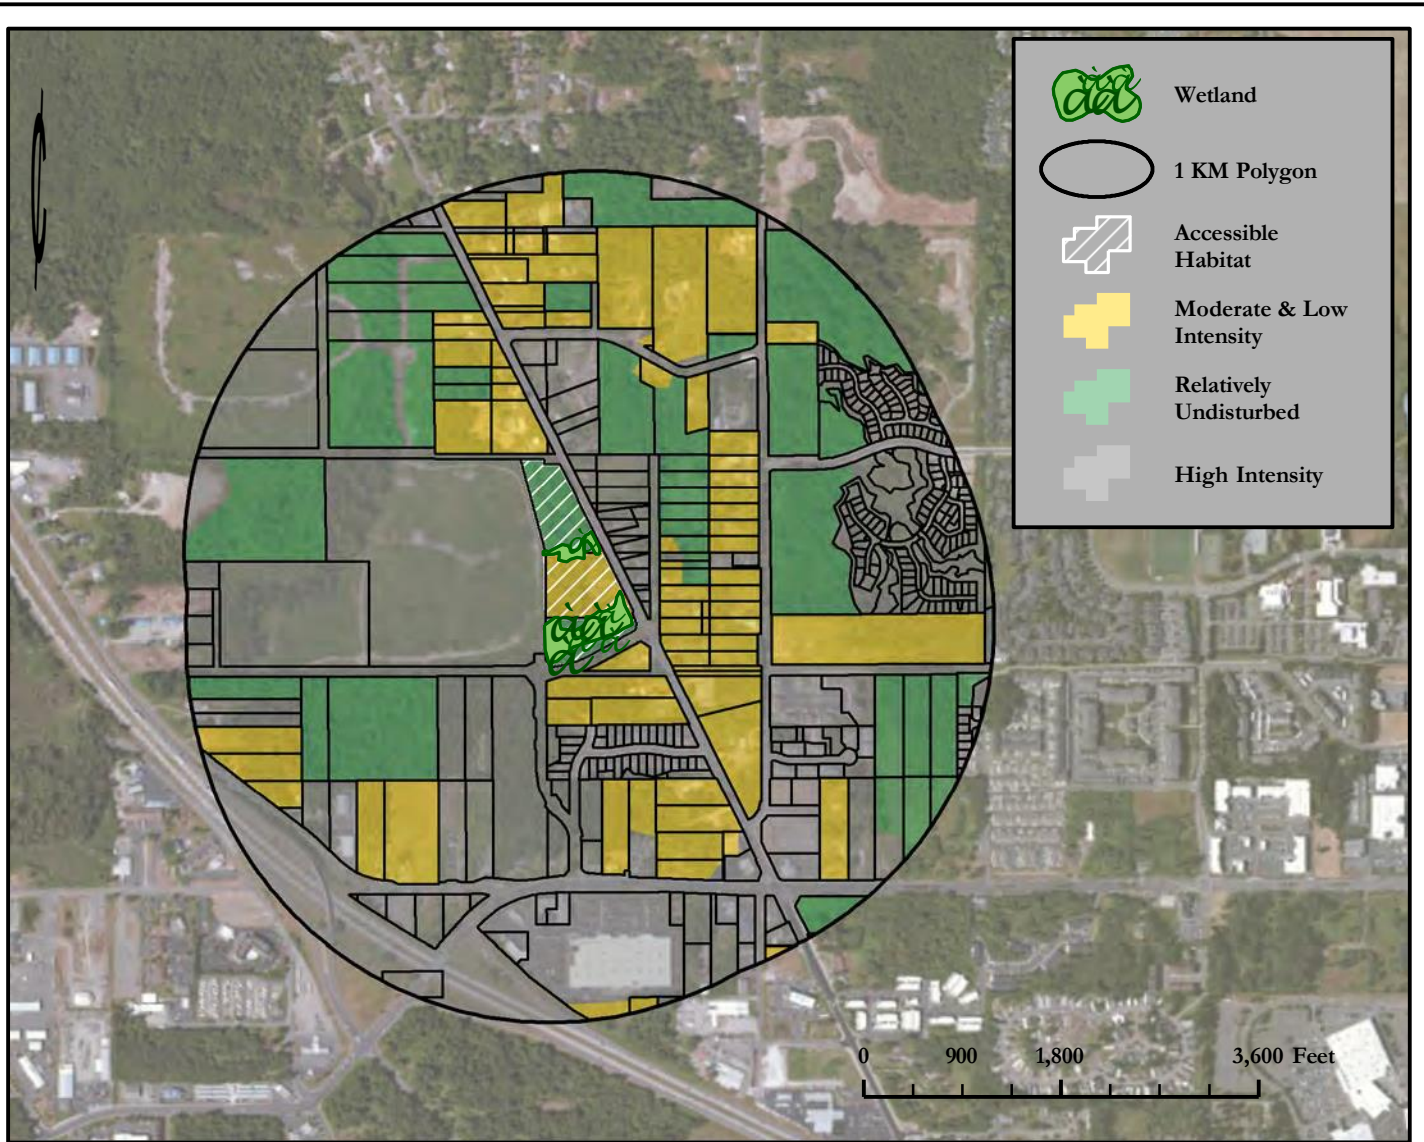 Wetland
1 KM Polygon
Accessible
Habitat
Moderate & Low
Intensity
Relatively
Undisturbed
High Intensity
0 900 1,800 3,600 Feet